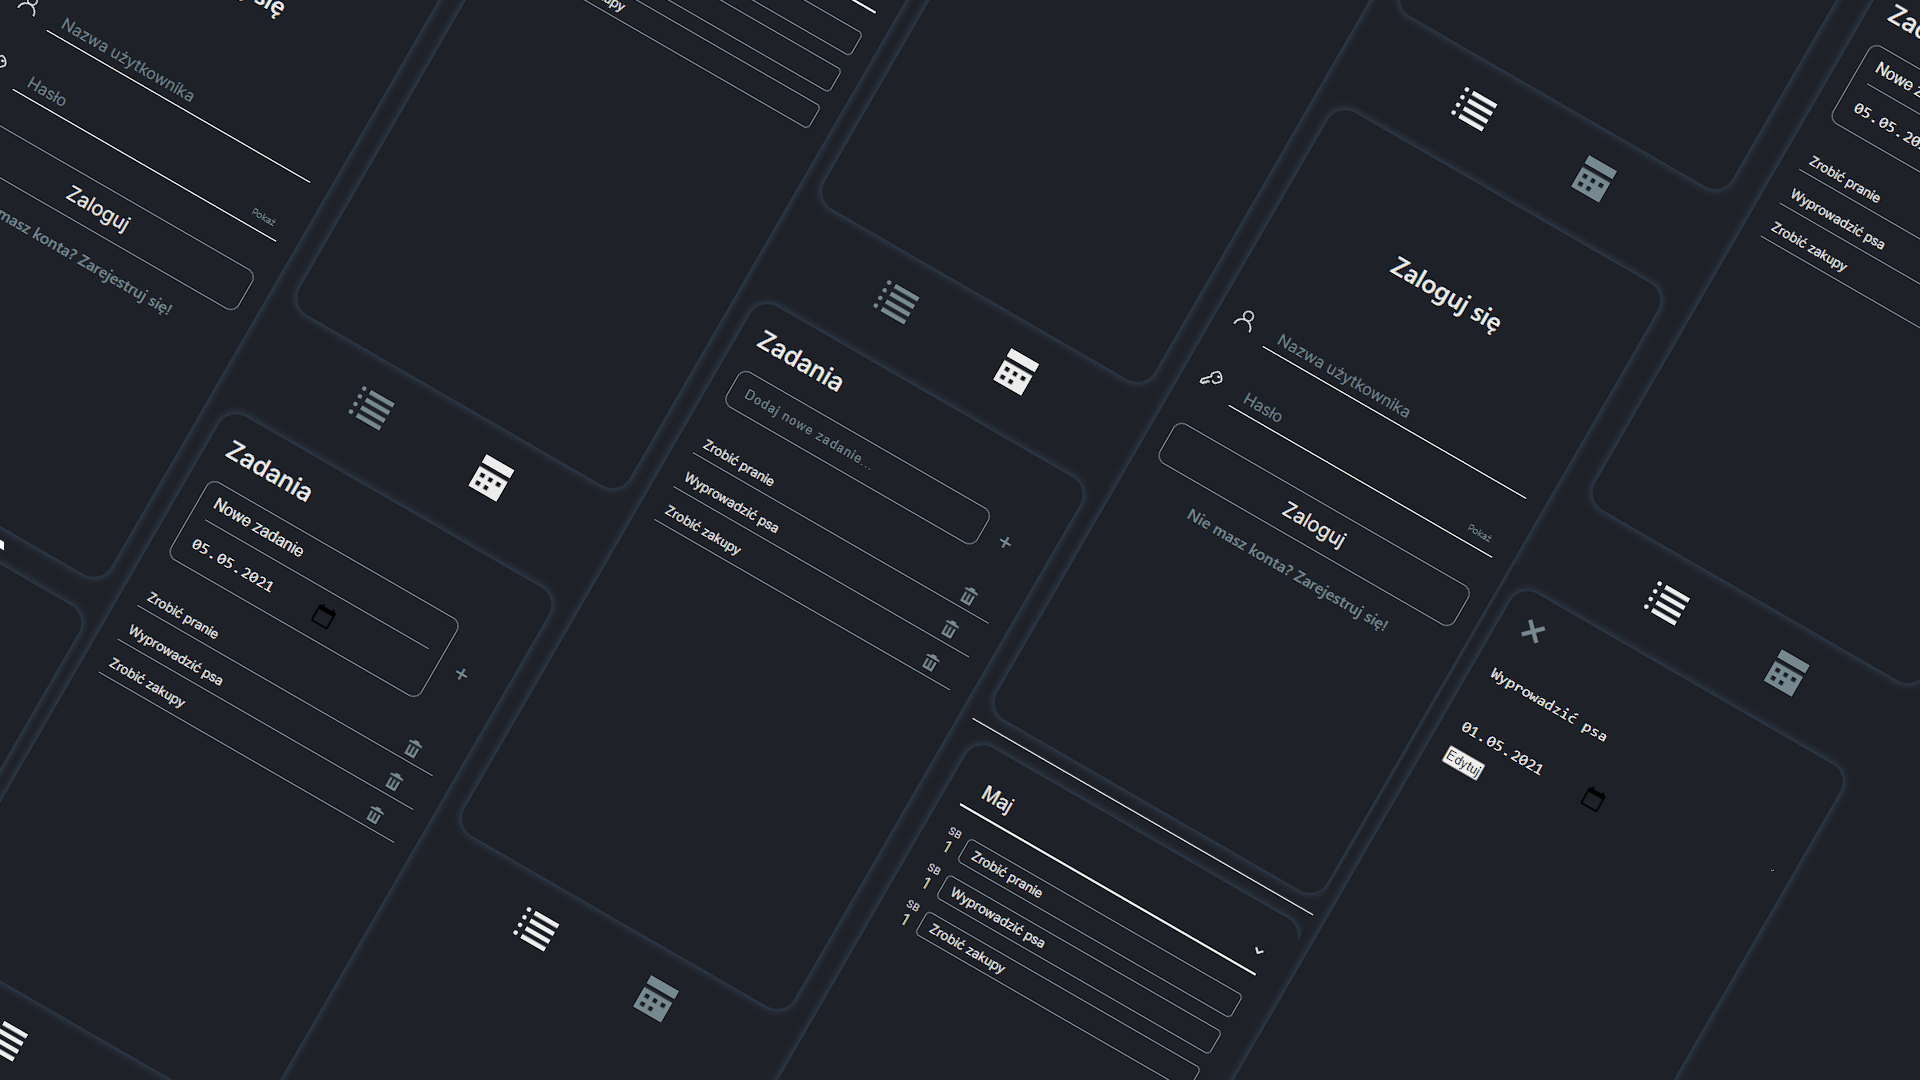 się
Nazwa użytkownika
Hasło
Pokaż
Zaloguj
masz konta? Zarejestruj się!
Zadania
Nowe zadanie
05.05.2021
Zrobić pranie
Wyprowadzić psa
Zrobić zakupy
Zadania
Dodaj nowe zadanie...
Zrobić pranie
Wyprowadzić psa
Zrobić zakupy
Zaloguj się
Nazwa użytkownika
Hasło
Pokaż
Zaloguj
Nie masz konta? Zarejestruj się!
Maj
SB
1
Zrobić pranie
SB
1
Wyprowadzić psa
SB
1
Zrobić zakupy
Wyprowadzić psa
01.05.2021
Edytuj
Nowe
05.05.20
Zrobić pranie
Wyprowadzić psa
Zrobić zakupy